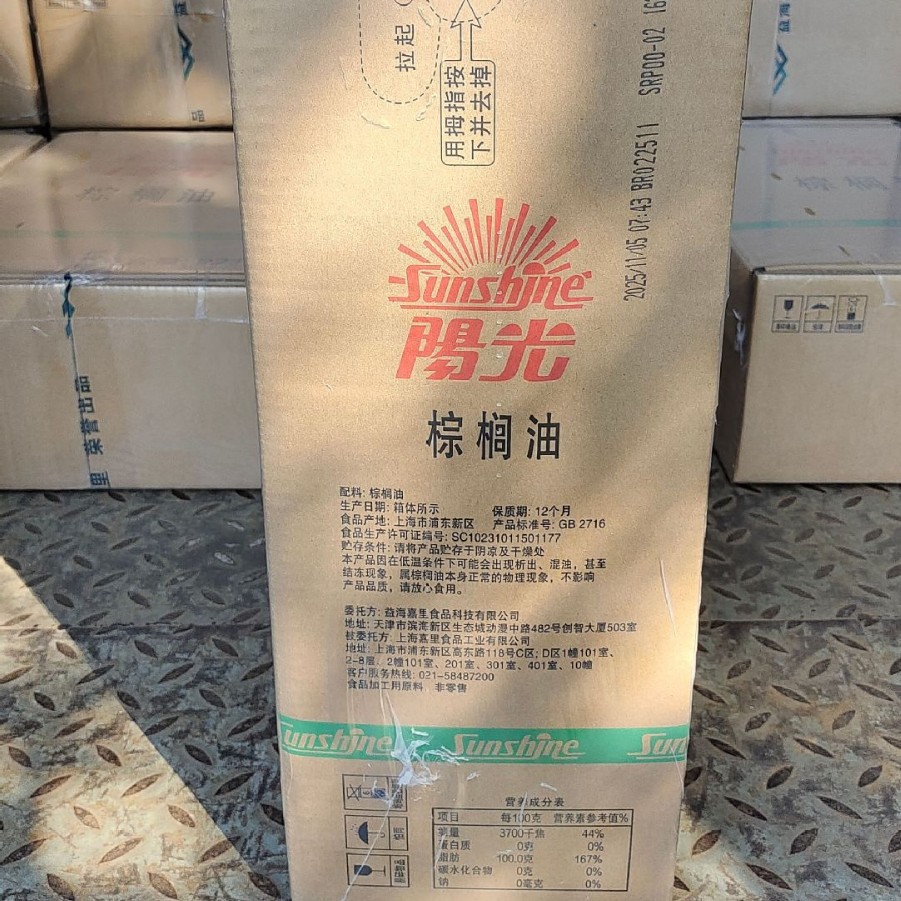 拉起
用拇指按
下并去掉
2025/11/05 07:43 BR022511 SRP00-02 16
Sunshine
陽光
棕榈油
配料: 棕榈油
生产日期: 箱体所示 保质期: 12个月
食品产地: 上海市浦东新区 产品标准号: GB 2716
食品生产许可证编号: SC10231011501177
贮存条件: 请将产品贮存于阴凉及干燥处
本产品因在低温条件下可能会出现析出、混浊，甚至
结冻现象，属棕榈油本身正常的物理现象，不影响
产品品质，请放心食用。
委托方: 益海嘉里食品科技有限公司
地址: 天津市滨海新区生态城动漫中路482号创智大厦503室
被委托方: 上海嘉里食品工业有限公司
地址: 上海市浦东新区高东路118号C区; D区1幢101室、
2-8层, 2幢101室、201室、301室、401室、10幢
客户服务热线: 021-58487200
食品加工用原料 非零售
Sunshine Sunshine Sun
营养成分表
项目 每100克 营养素参考值%
能量 3700千焦 44%
蛋白质 0克 0%
脂肪 100.0克 167%
碳水化合物 0克 0%
钠 0毫克 0%
棕榈油
里 荣誉出品
品
益海